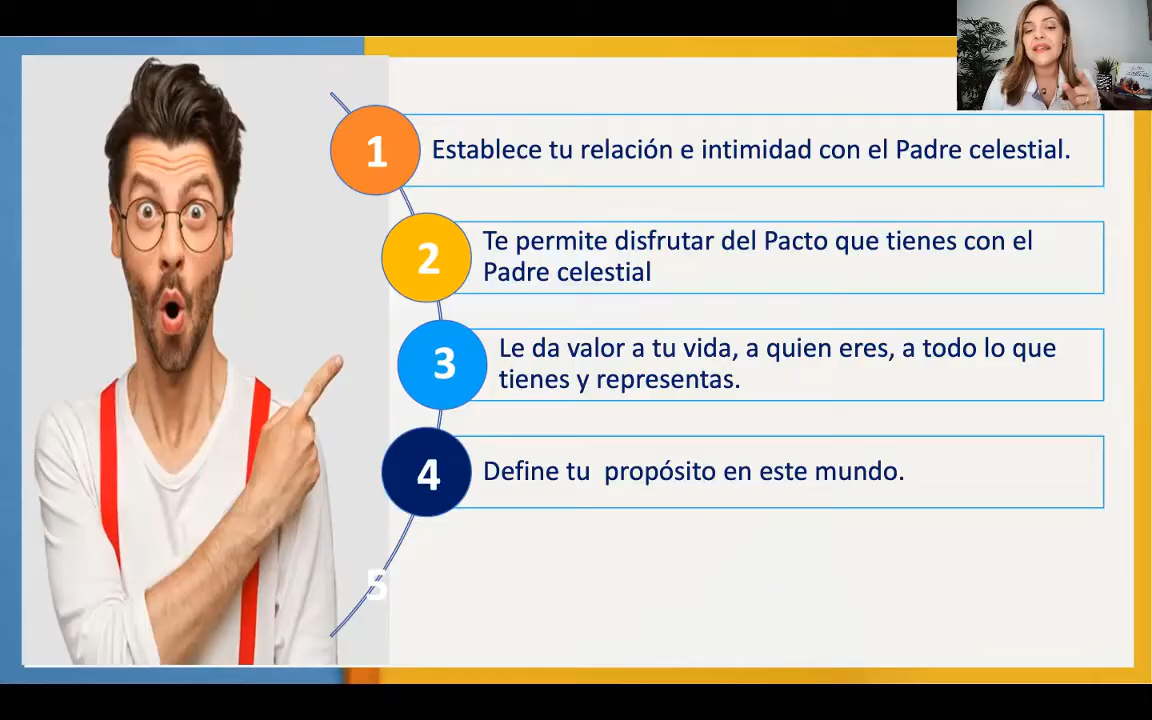 1
Establece tu relación e intimidad con el Padre celestial.
2
Te permite disfrutar del Pacto que tienes con el
Padre celestial
3
Le da valor a tu vida, a quien eres, a todo lo que
tienes y representas.
4
Define tu  propósito en este mundo.
5